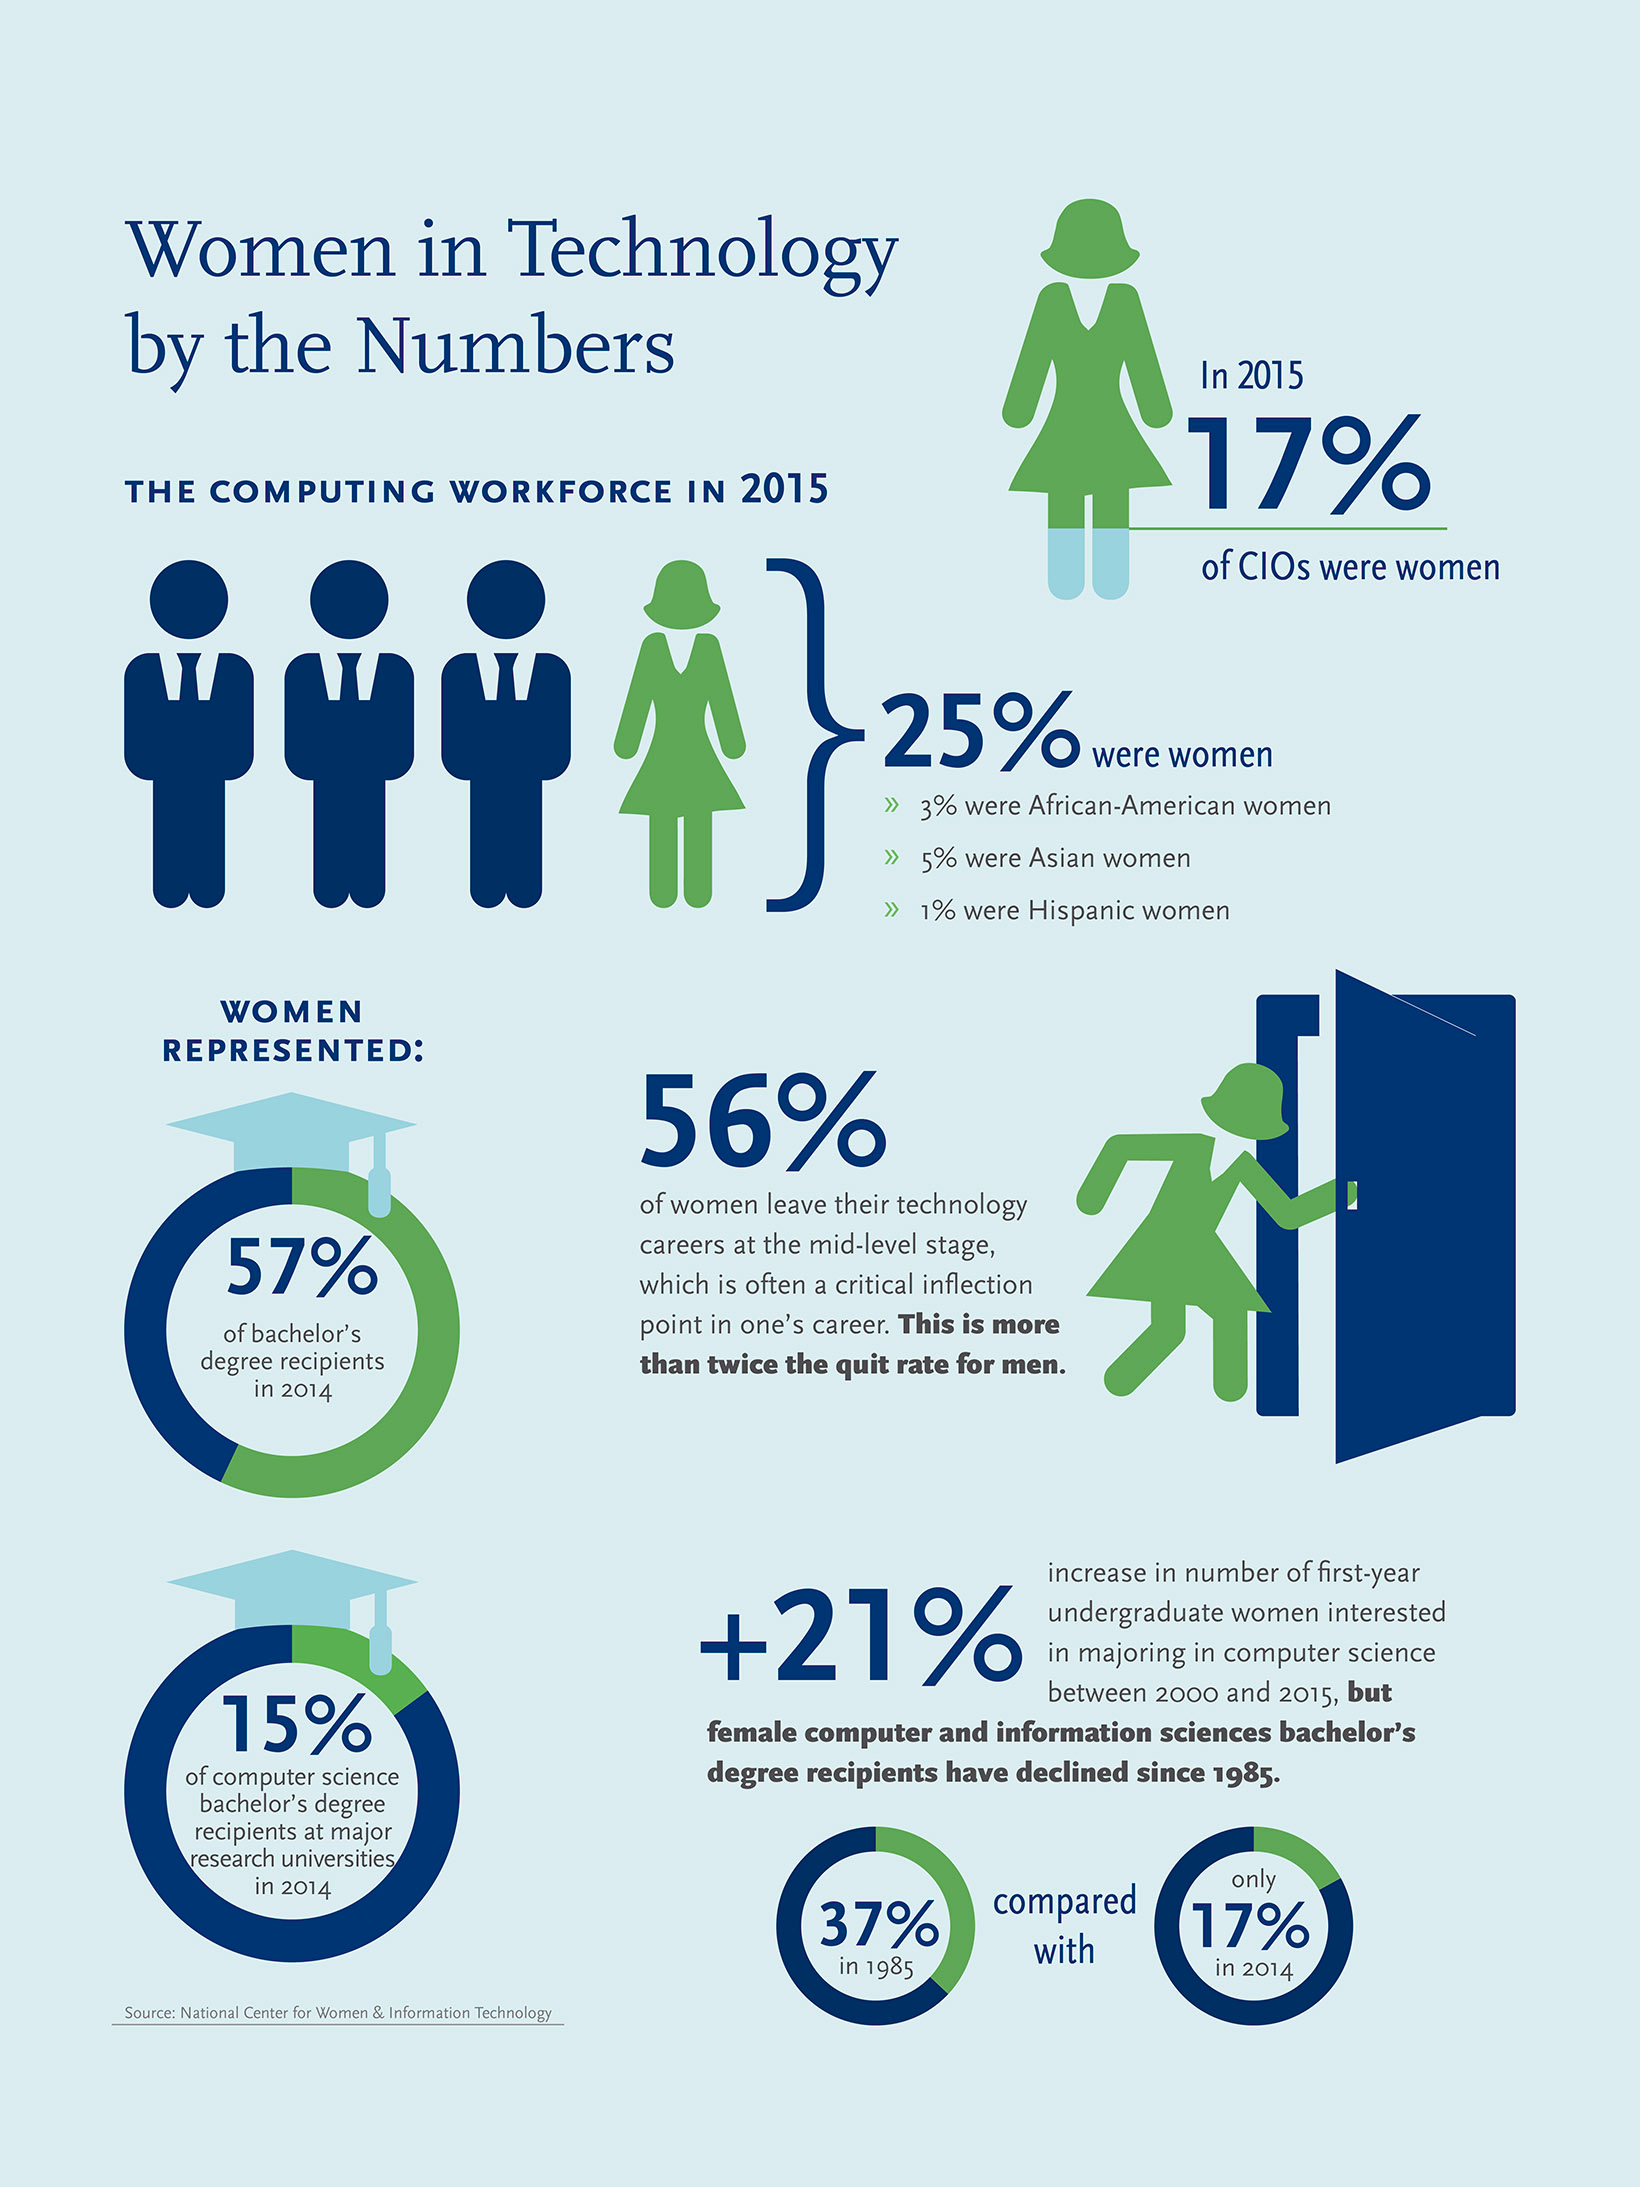 Women in Technology
by the Numbers
In 2015
17%
of CIOs were women
THE COMPUTING WORKFORCE IN 2015
25% were women
» 3% were African-American women
» 5% were Asian women
» 1% were Hispanic women
WOMEN
REPRESENTED:
57%
of bachelor's
degree recipients
in 2014
56%
of women leave their technology
careers at the mid-level stage,
which is often a critical inflection
point in one's career. This is more
than twice the quit rate for men.
15%
of computer science
bachelor's degree
recipients at major
research universities
in 2014
+21%
increase in number of first-year
undergraduate women interested
in majoring in computer science
between 2000 and 2015, but
female computer and information sciences bachelor's
degree recipients have declined since 1985.
37%
in 1985
compared
with
only
17%
in 2014
Source: National Center for Women & Information Technology